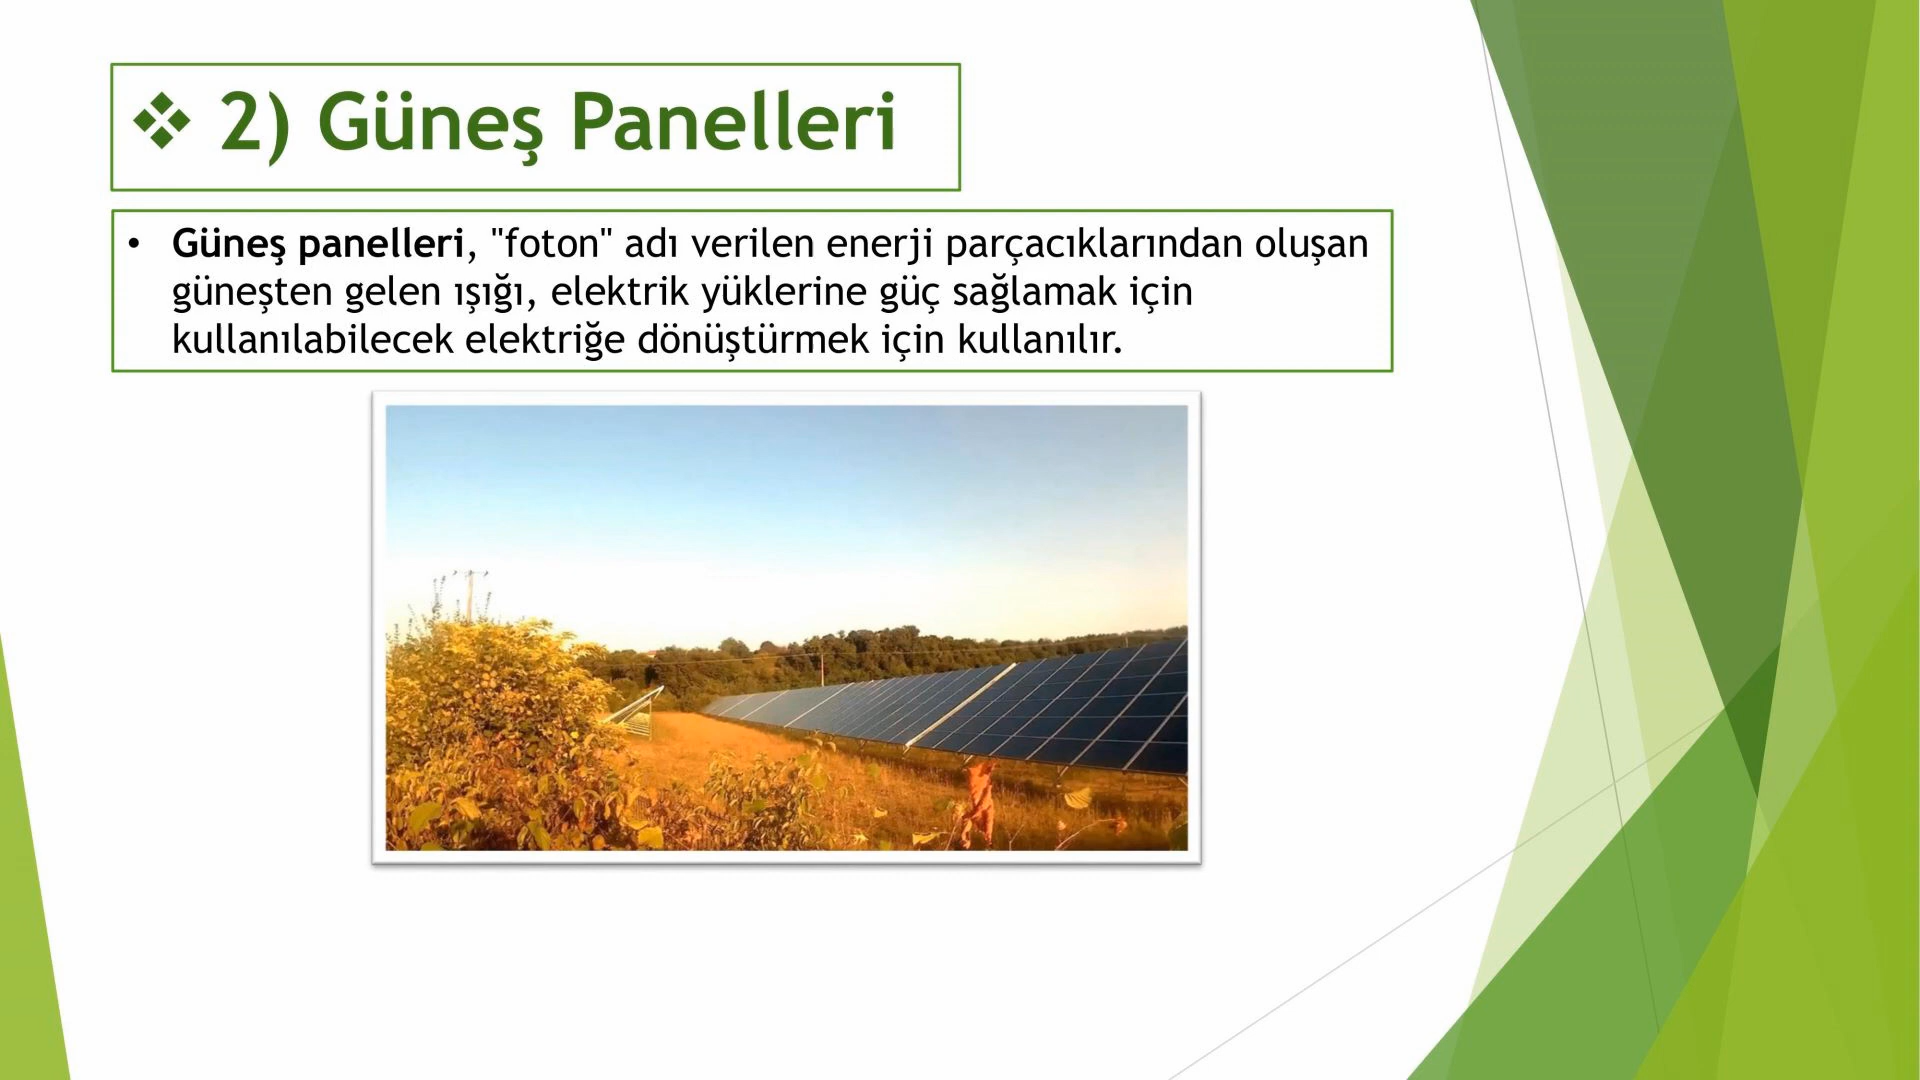 ❖ 2) Güneş Panelleri
• Güneş panelleri, "foton" adı verilen enerji parçacıklarından oluşan
güneşten gelen ışığı, elektrik yüklerine güç sağlamak için
kullanılabilecek elektriğe dönüştürmek için kullanılır.